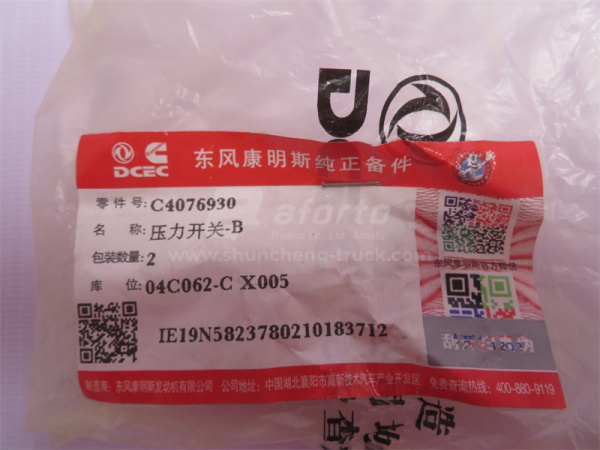 DCEC
东风康明斯纯正备件
零件号: C4076930
名 称: 压力开关-B
包装数量: 2
库 位: 04C062-C X005
IE19N5823780210183712
东风康明斯官方微信
制造商: 东风康明斯发动机有限公司 公司地址: 中国湖北襄阳市高新技术汽车产业开发区 免费查询热线: 400-880-9119
aforto
www.shuncheng-truck.com